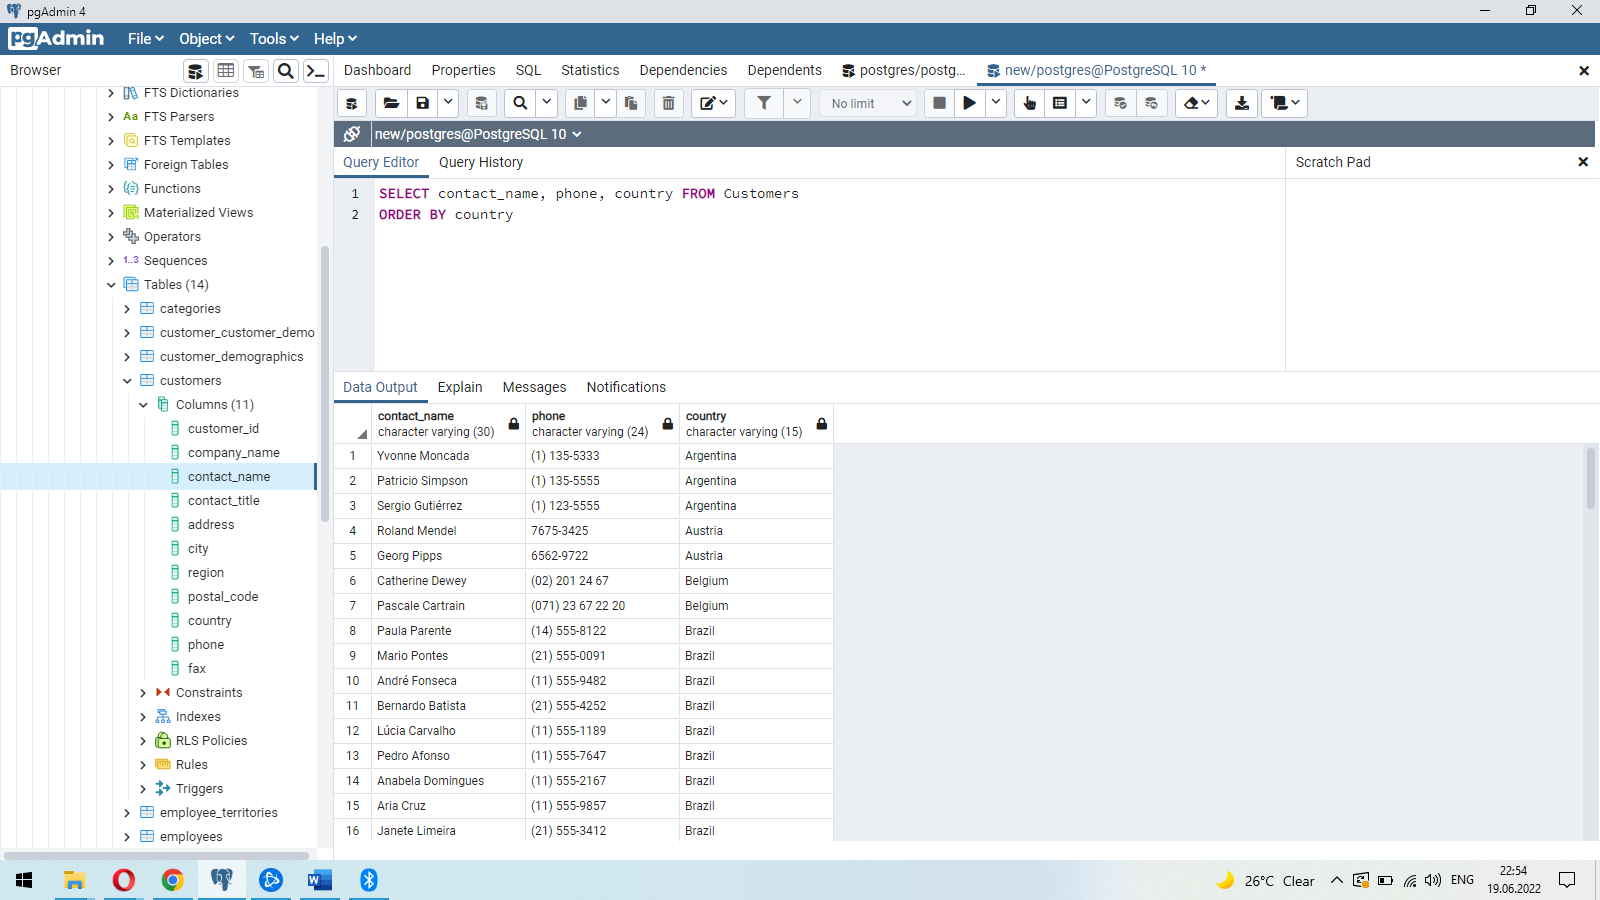 pgAdmin 4
pgAdmin File Object Tools Help
Browser
Dashboard Properties SQL Statistics Dependencies Dependents postgres/postg... new/postgres@PostgreSQL 10 *
No limit
new/postgres@PostgreSQL 10
Query Editor Query History
Scratch Pad
1 SELECT contact_name, phone, country FROM Customers
2 ORDER BY country
FTS Dictionaries
Aa FTS Parsers
FTS Templates
Foreign Tables
Functions
Materialized Views
Operators
1..3 Sequences
Tables (14)
categories
customer_customer_demo
customer_demographics
customers
Columns (11)
customer_id
company_name
contact_name
contact_title
address
city
region
postal_code
country
phone
fax
Constraints
Indexes
RLS Policies
Rules
Triggers
employee_territories
employees
Data Output Explain Messages Notifications
contact_name phone country
character varying (30) character varying (24) character varying (15)
1 Yvonne Moncada (1) 135-5333 Argentina
2 Patricio Simpson (1) 135-5555 Argentina
3 Sergio Gutiérrez (1) 123-5555 Argentina
4 Roland Mendel 7675-3425 Austria
5 Georg Pipps 6562-9722 Austria
6 Catherine Dewey (02) 201 24 67 Belgium
7 Pascale Cartrain (071) 23 67 22 20 Belgium
8 Paula Parente (14) 555-8122 Brazil
9 Mario Pontes (21) 555-0091 Brazil
10 André Fonseca (11) 555-9482 Brazil
11 Bernardo Batista (21) 555-4252 Brazil
12 Lúcia Carvalho (11) 555-1189 Brazil
13 Pedro Afonso (11) 555-7647 Brazil
14 Anabela Domingues (11) 555-2167 Brazil
15 Aria Cruz (11) 555-9857 Brazil
16 Janete Limeira (21) 555-3412 Brazil
W
26°C Clear
ENG
22:54
19.06.2022